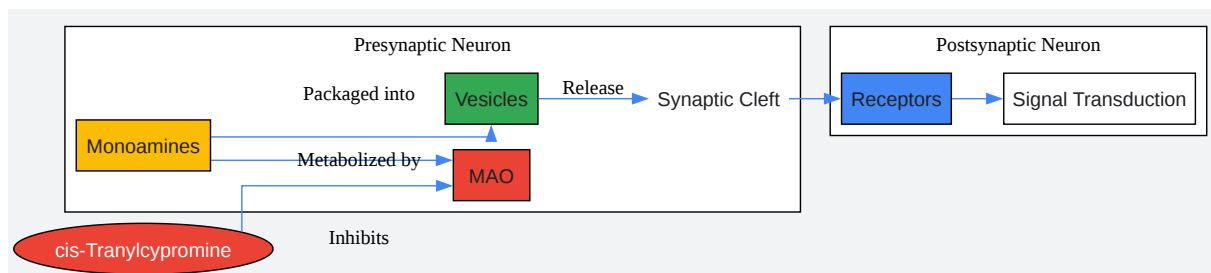 Presynaptic Neuron
Postsynaptic Neuron
Packaged into
Vesicles
Release
Synaptic Cleft
Receptors
Signal Transduction
Monoamines
Metabolized by
MAO
cis-Tranylcypromine
Inhibits